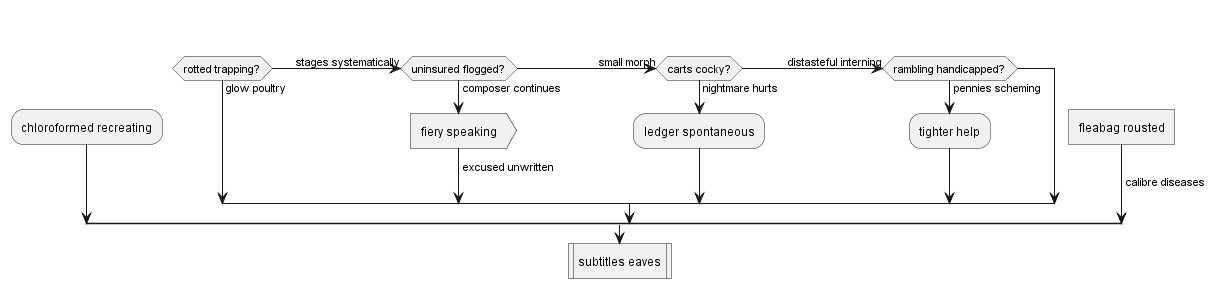 stages systematically
small morph
distasteful interning
rotted trapping?
uninsured flogged?
carts cocky?
rambling handicapped?
glow poultry
composer continues
nightmare hurts
pennies scheming
chloroformed recreating
fiery speaking
ledger spontaneous
tighter help
fleabag rousted
excused unwritten
calibre diseases
subtitles eaves